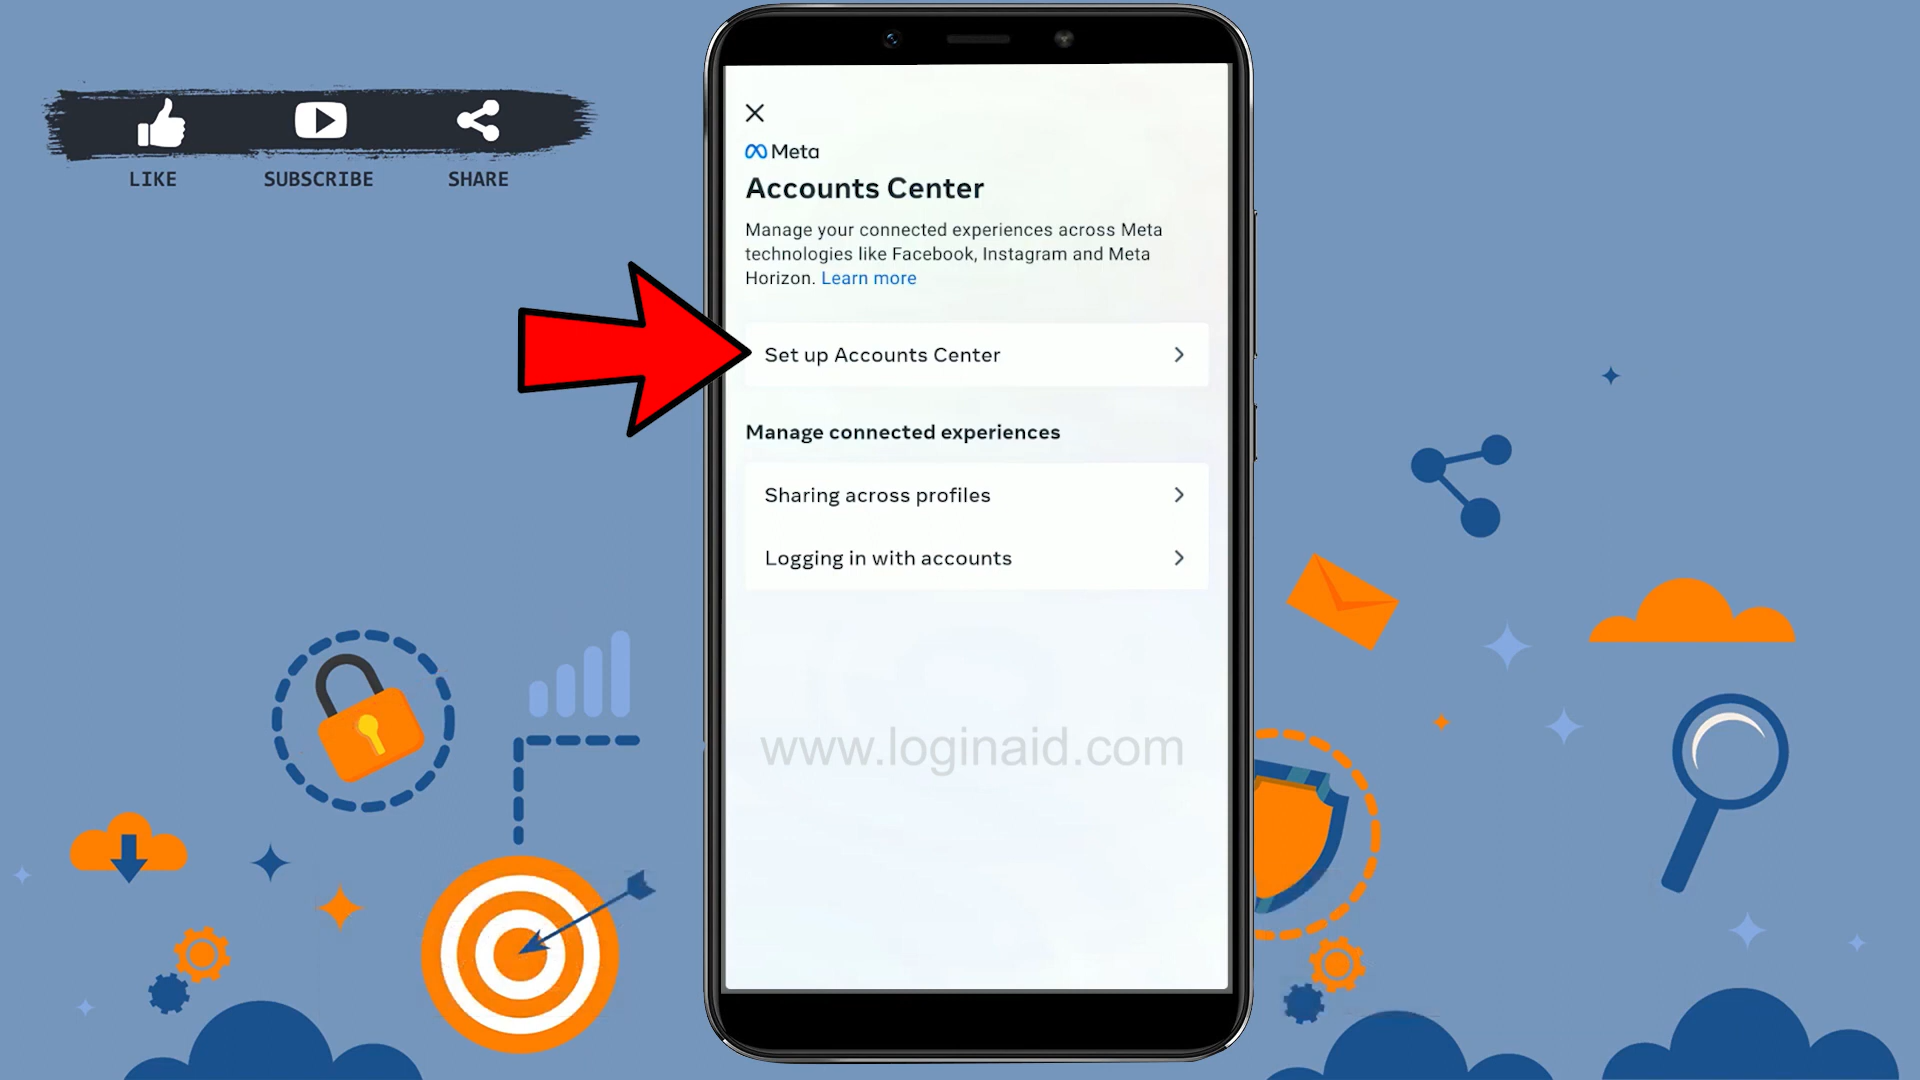 LIKE
SUBSCRIBE
SHARE
Meta
Accounts Center
Manage your connected experiences across Meta
technologies like Facebook, Instagram and Meta
Horizon. Learn more
Set up Accounts Center
Manage connected experiences
Sharing across profiles
Logging in with accounts
www.loginaid.com